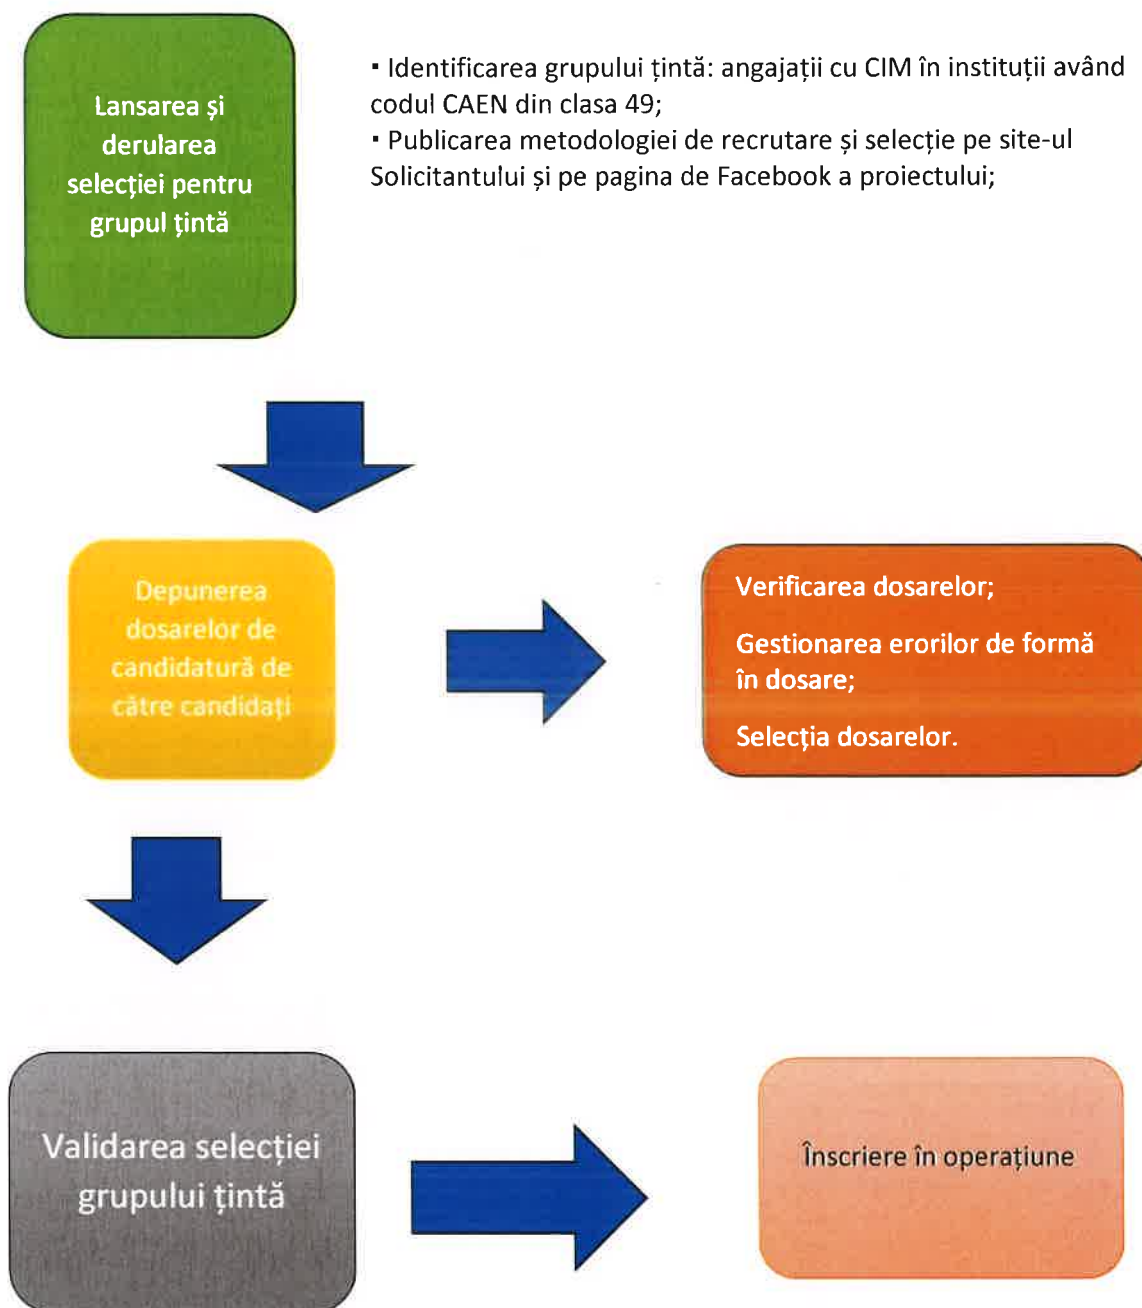 Lansarea și
derularea
selecției pentru
grupul țintă
▪ Identificarea grupului țintă: angajații cu CIM în instituții având
codul CAEN din clasa 49;
▪ Publicarea metodologiei de recrutare și selecție pe site-ul
Solicitantului și pe pagina de Facebook a proiectului;
Depunerea
dosarelor de
candidatură de
către candidați
Verificarea dosarelor;
Gestionarea erorilor de formă
în dosare;
Selecția dosarelor.
Validarea selecției
grupului țintă
Înscriere în operațiune